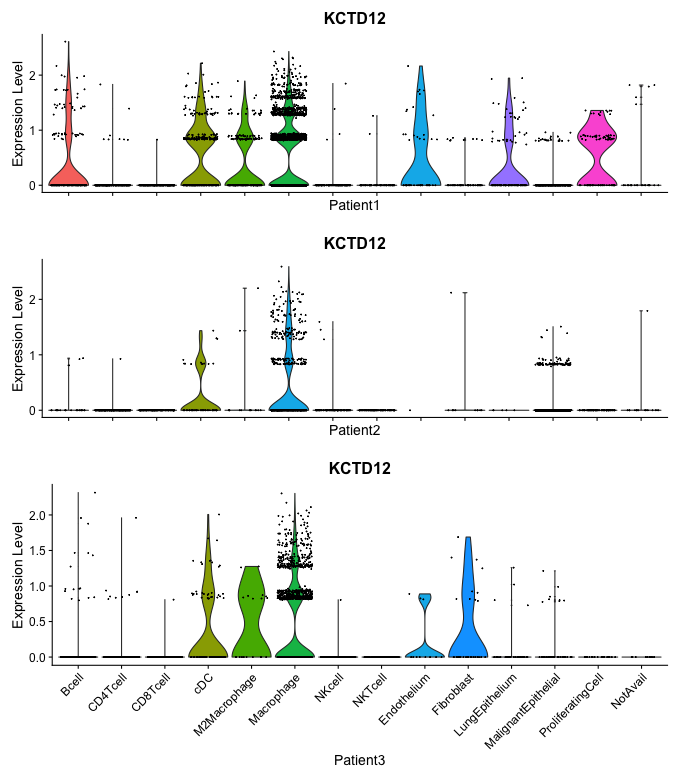 KCTD12
Expression Level
2
1
0
Patient1
KCTD12
Expression Level
2
1
0
Patient2
KCTD12
Expression Level
2.0
1.5
1.0
0.5
0.0
Bcell
CD4Tcell
CD8Tcell
cDC
M2Macrophage
Macrophage
NKcell
NKTcell
Endothelium
Fibroblast
LungEpithelium
MalignantEpithelial
ProliferatingCell
NotAvail
Patient3